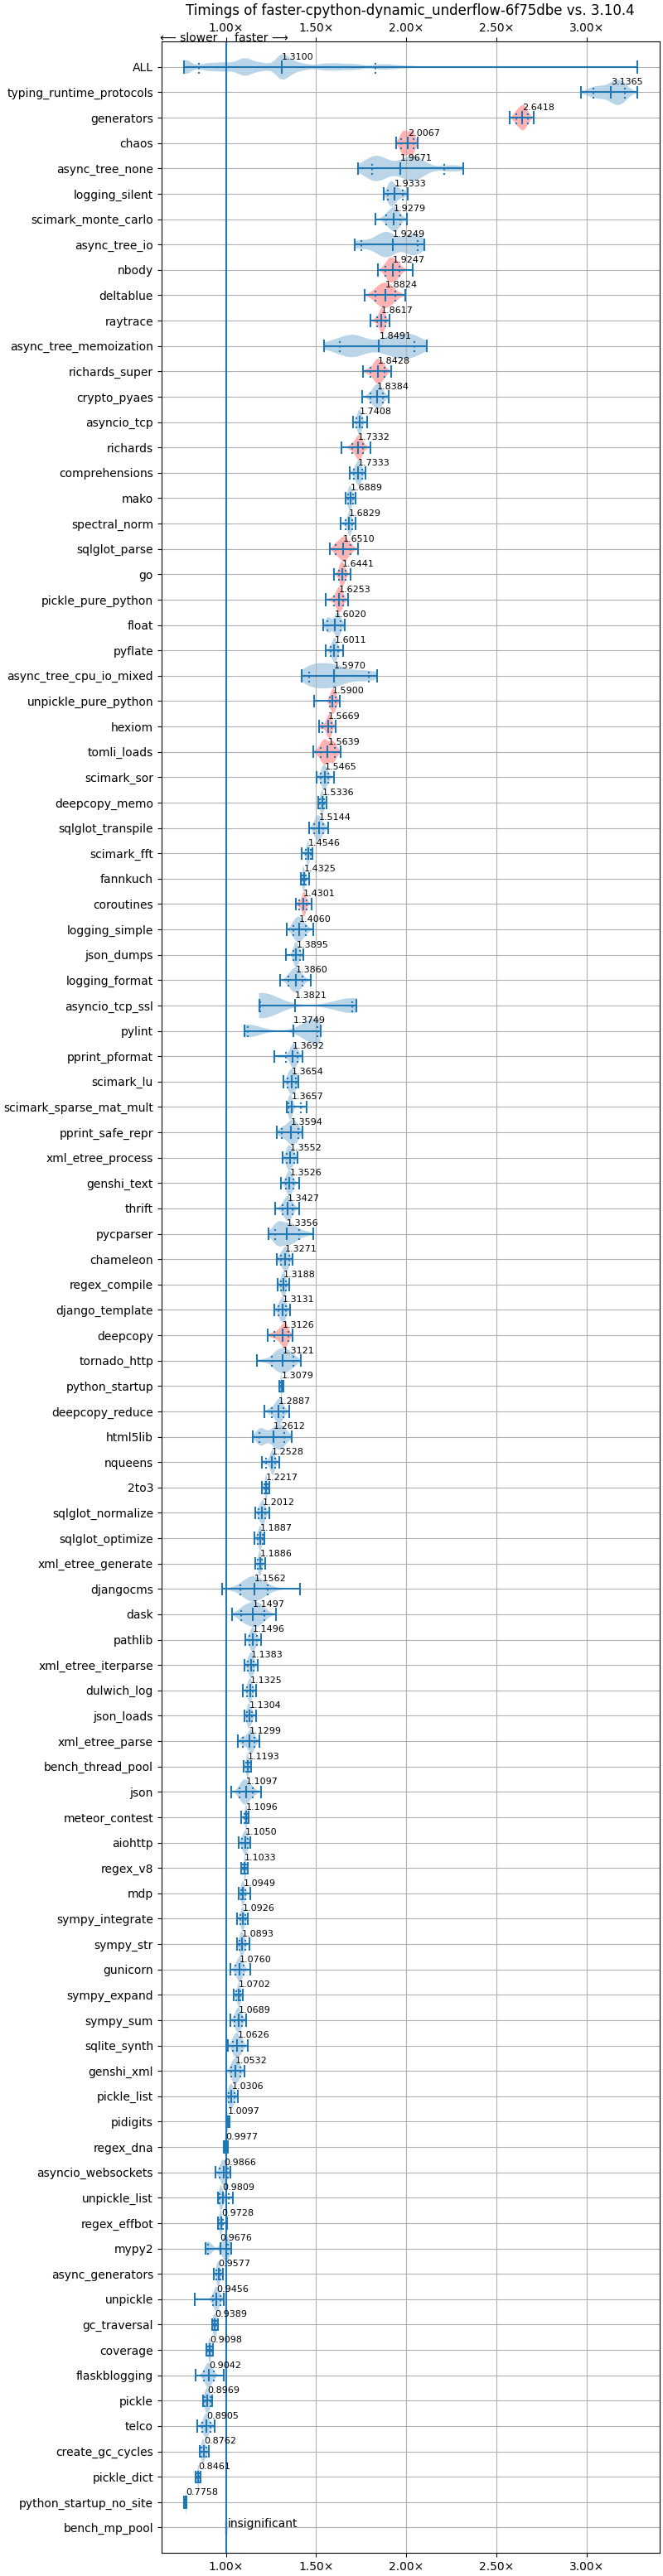 Timings of faster-cpython-dynamic_underflow-6f75dbe vs. 3.10.4
1.00× 1.50× 2.00× 2.50× 3.00×
⟵ slower faster ⟶
ALL 1.3100
typing_runtime_protocols 3.1365
generators 2.6418
chaos 2.0067
async_tree_none 1.9671
logging_silent 1.9333
scimark_monte_carlo 1.9279
async_tree_io 1.9249
nbody 1.9247
deltablue 1.8824
raytrace 1.8617
async_tree_memoization 1.8491
richards_super 1.8428
crypto_pyaes 1.8384
asyncio_tcp 1.7408
richards 1.7332
comprehensions 1.7333
mako 1.6889
spectral_norm 1.6829
sqlglot_parse 1.6510
go 1.6441
pickle_pure_python 1.6253
float 1.6020
pyflate 1.6011
async_tree_cpu_io_mixed 1.5970
unpickle_pure_python 1.5900
hexiom 1.5669
tomli_loads 1.5639
scimark_sor 1.5465
deepcopy_memo 1.5336
sqlglot_transpile 1.5144
scimark_fft 1.4546
fannkuch 1.4325
coroutines 1.4301
logging_simple 1.4060
json_dumps 1.3895
logging_format 1.3860
asyncio_tcp_ssl 1.3821
pylint 1.3749
pprint_pformat 1.3692
scimark_lu 1.3654
scimark_sparse_mat_mult 1.3657
pprint_safe_repr 1.3594
xml_etree_process 1.3552
genshi_text 1.3526
thrift 1.3427
pycparser 1.3356
chameleon 1.3271
regex_compile 1.3188
django_template 1.3131
deepcopy 1.3126
tornado_http 1.3121
python_startup 1.3079
deepcopy_reduce 1.2887
html5lib 1.2612
nqueens 1.2528
2to3 1.2217
sqlglot_normalize 1.2012
sqlglot_optimize 1.1887
xml_etree_generate 1.1886
djangocms 1.1562
dask 1.1497
pathlib 1.1496
xml_etree_iterparse 1.1383
dulwich_log 1.1325
json_loads 1.1304
xml_etree_parse 1.1299
bench_thread_pool 1.1193
json 1.1097
meteor_contest 1.1096
aiohttp 1.1050
regex_v8 1.1033
mdp 1.0949
sympy_integrate 1.0926
sympy_str 1.0893
gunicorn 1.0760
sympy_expand 1.0702
sympy_sum 1.0689
sqlite_synth 1.0626
genshi_xml 1.0532
pickle_list 1.0306
pidigits 1.0097
regex_dna 0.9977
asyncio_websockets 0.9866
unpickle_list 0.9809
regex_effbot 0.9728
mypy2 0.9676
async_generators 0.9577
unpickle 0.9456
gc_traversal 0.9389
coverage 0.9098
flaskblogging 0.9042
pickle 0.8969
telco 0.8905
create_gc_cycles 0.8762
pickle_dict 0.8461
python_startup_no_site 0.7758
bench_mp_pool insignificant
1.00× 1.50× 2.00× 2.50× 3.00×